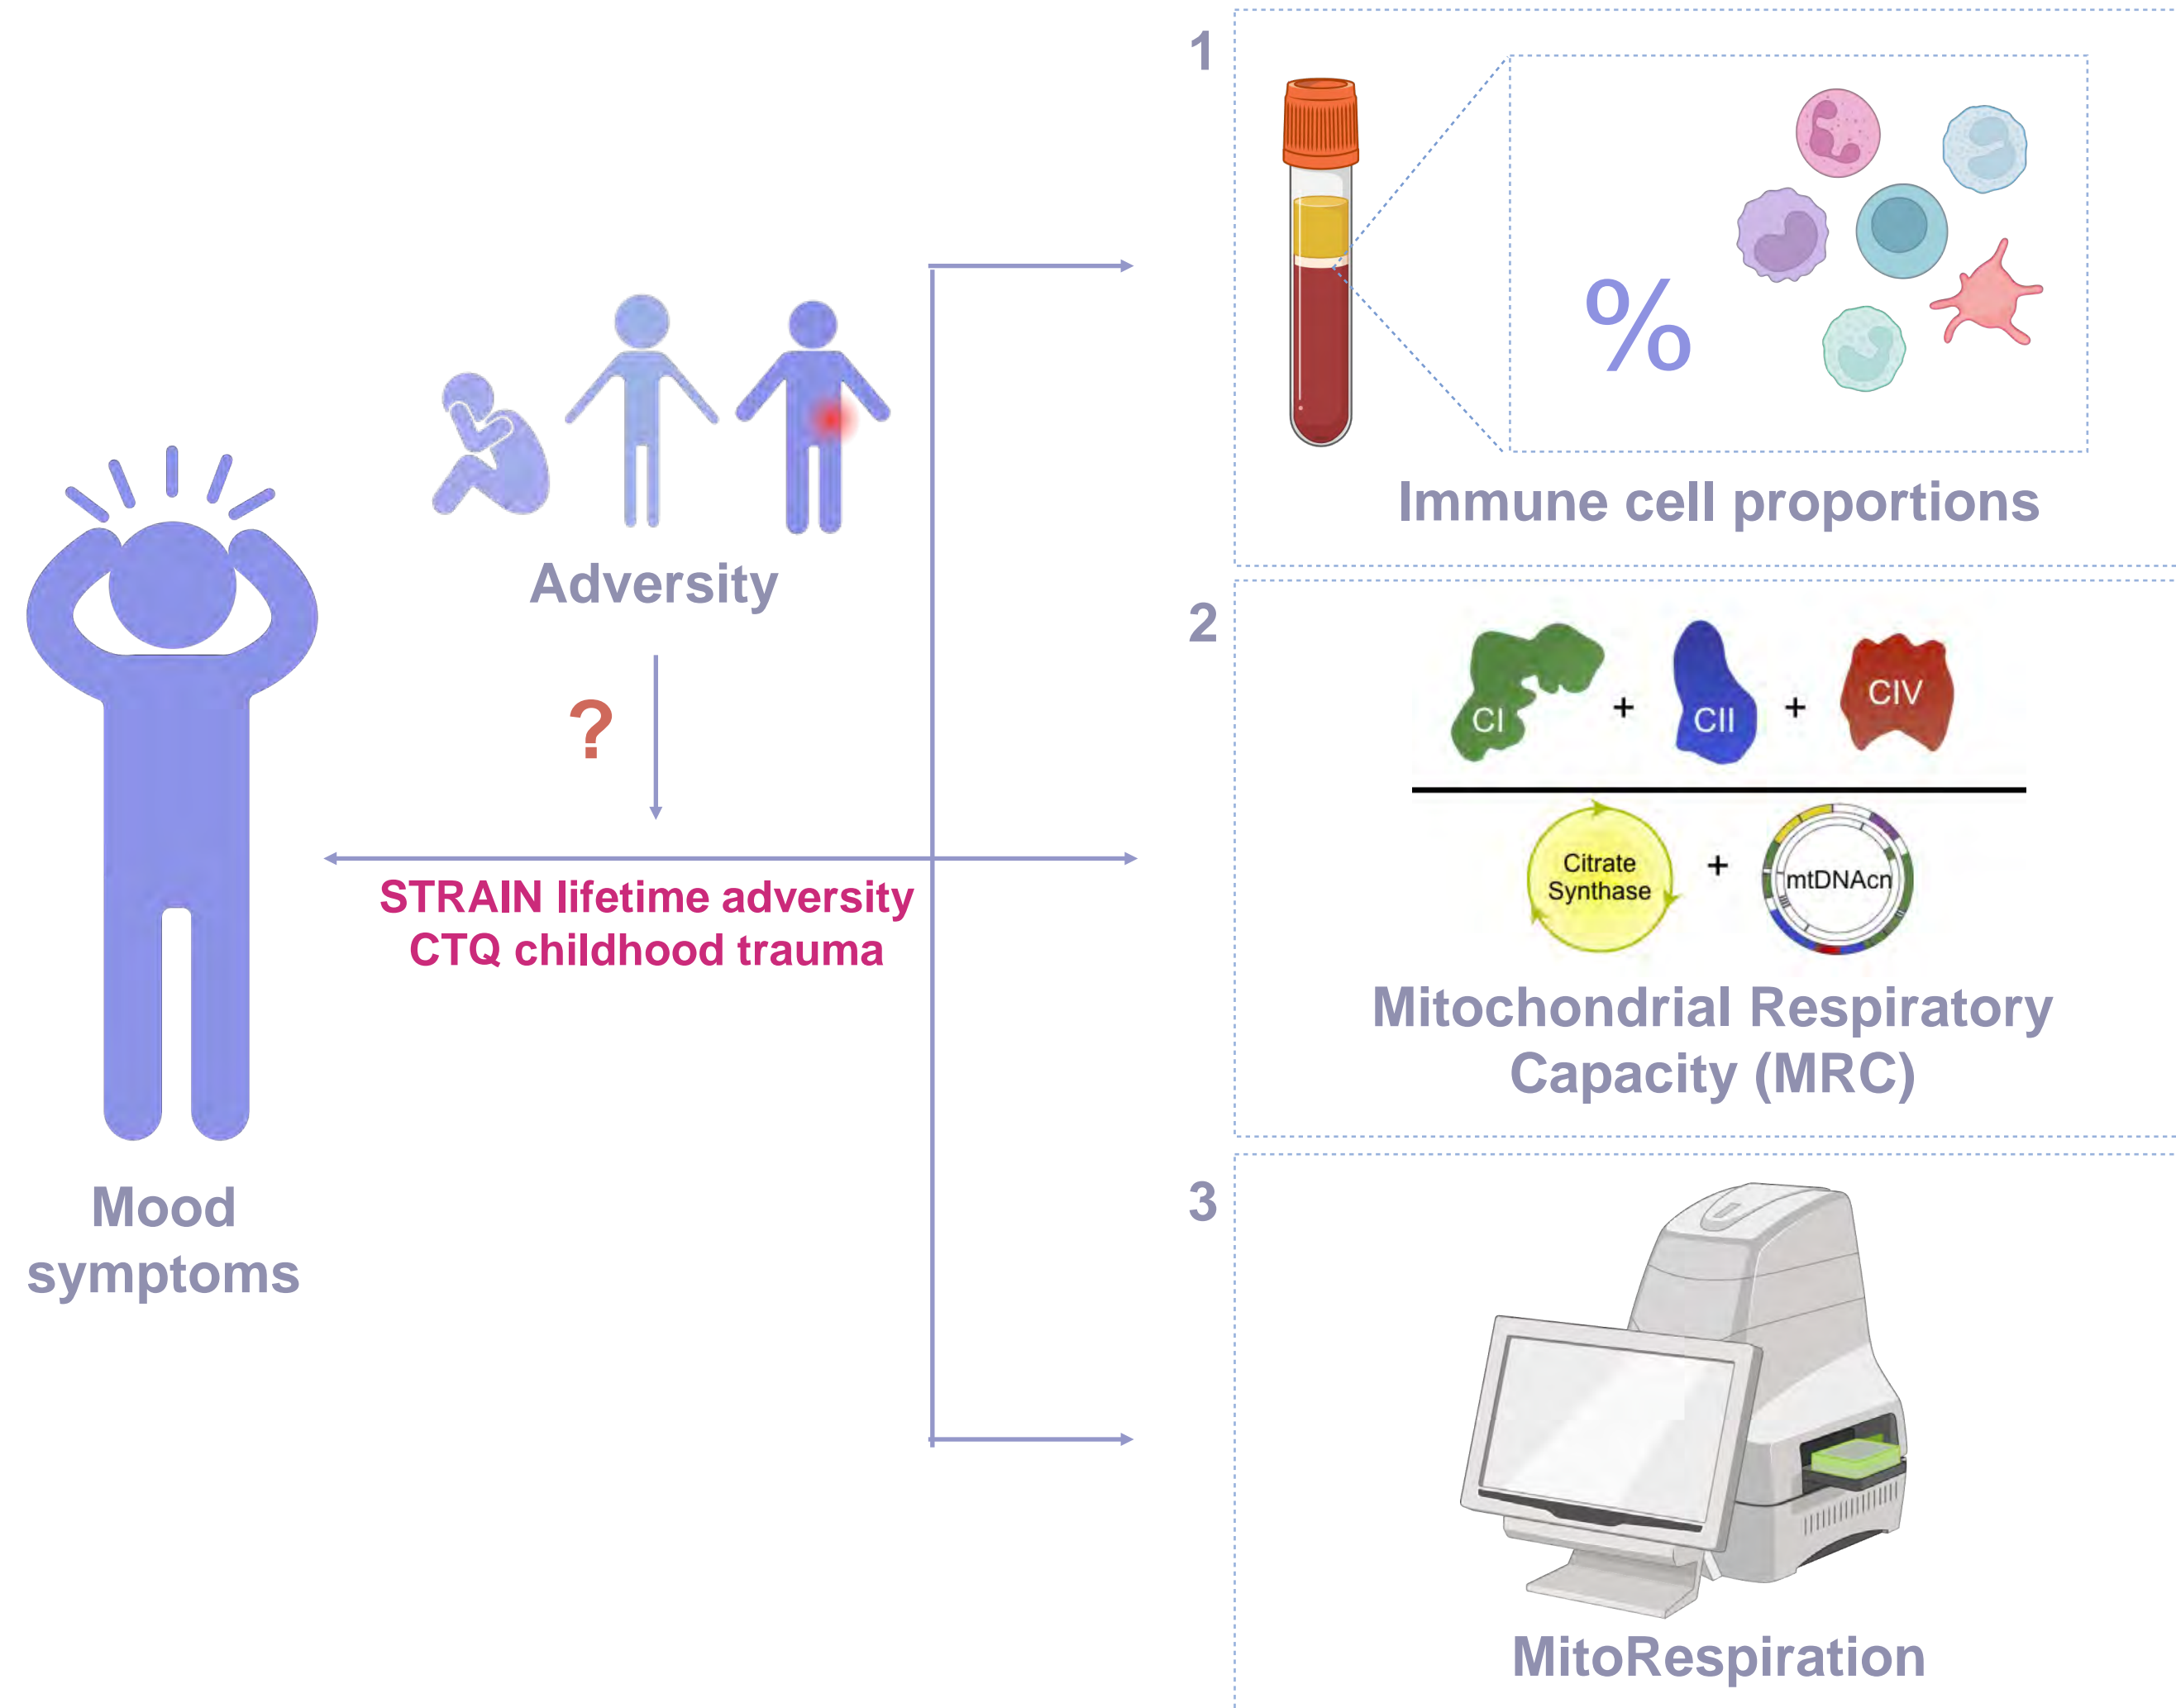 Mood
symptoms
Adversity
?
STRAIN lifetime adversity
CTQ childhood trauma
1
%
Immune cell proportions
2
CI + CII + CIV
Citrate
Synthase
+
mtDNAcn
Mitochondrial Respiratory
Capacity (MRC)
3
MitoRespiration